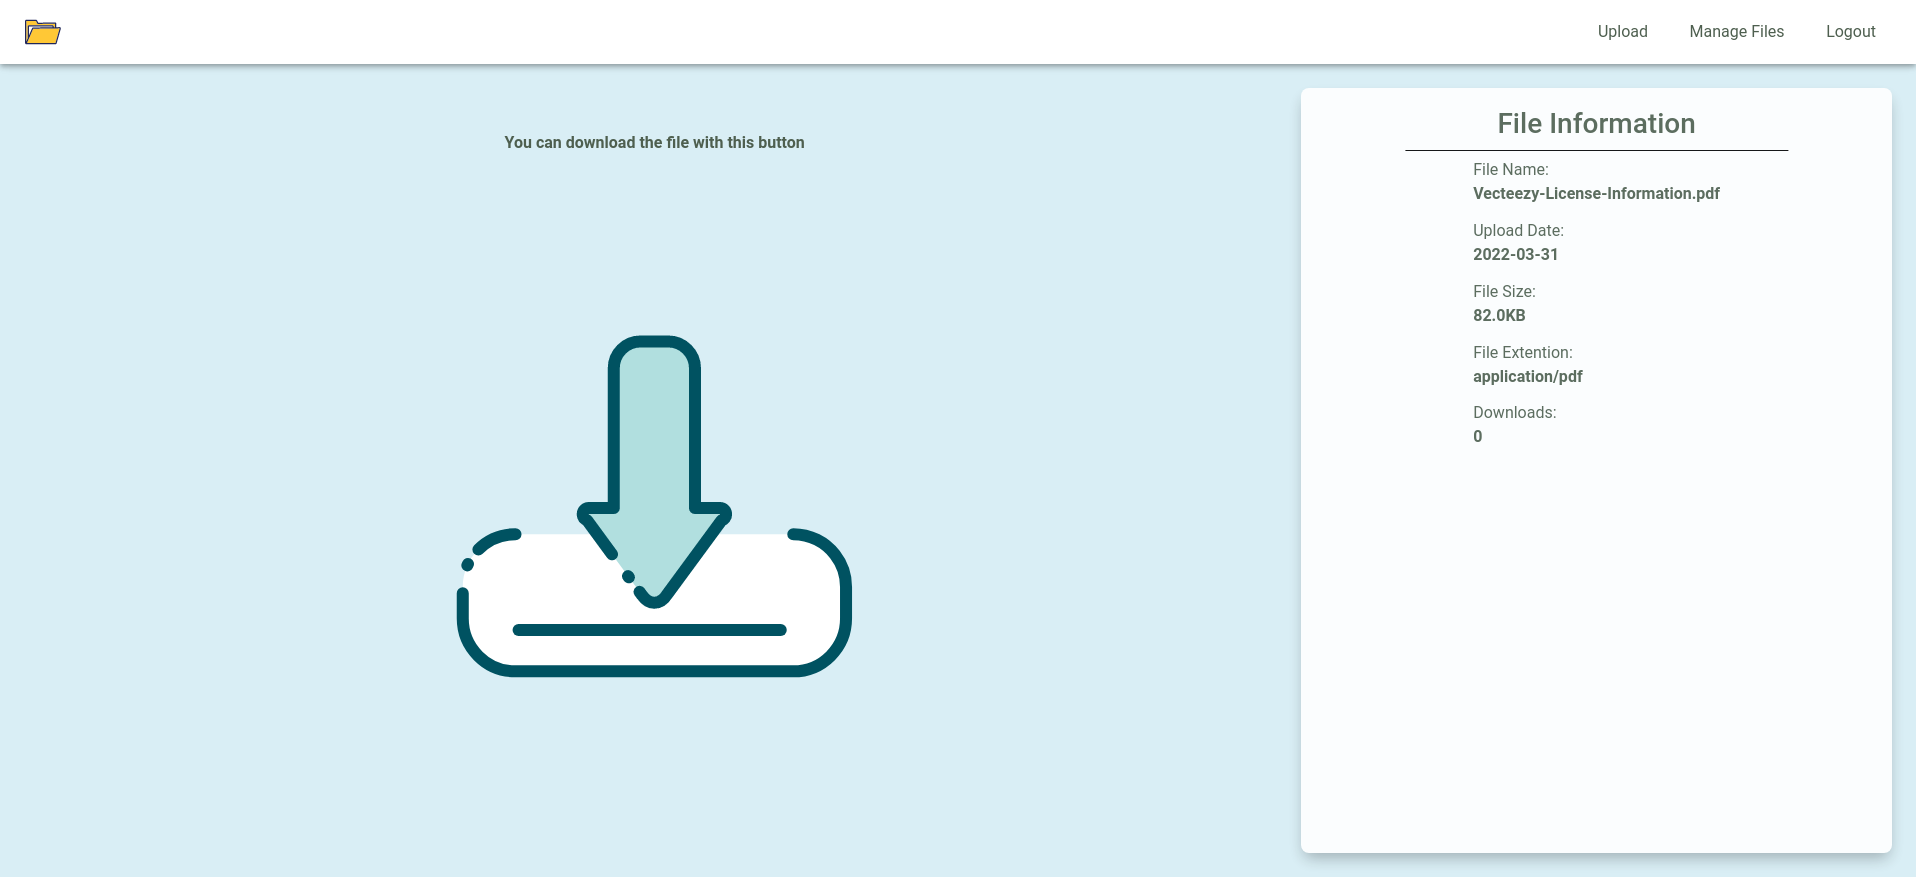 Upload
Manage Files
Logout
You can download the file with this button
File Information
File Name:
Vecteezy-License-Information.pdf
Upload Date:
2022-03-31
File Size:
82.0KB
File Extention:
application/pdf
Downloads:
0